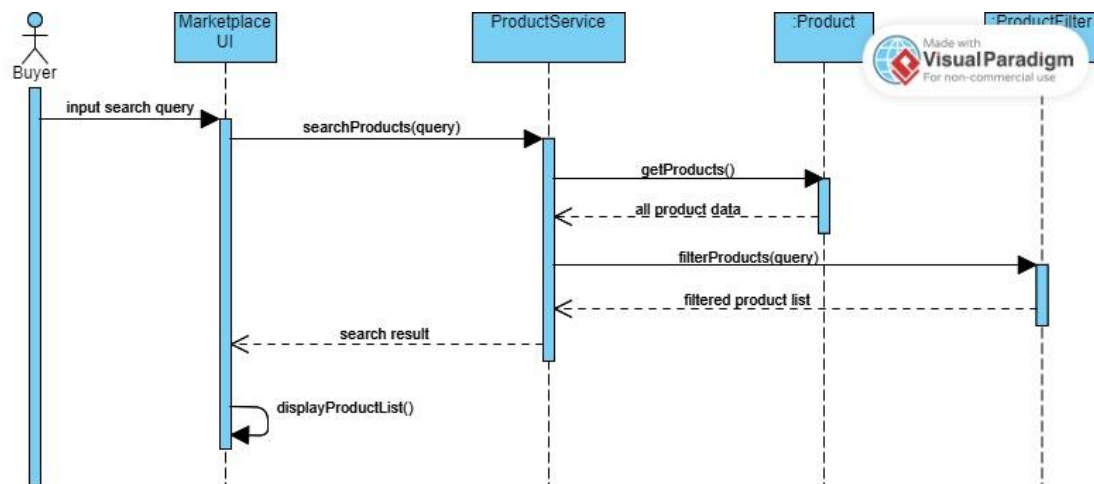 Marketplace
UI
ProductService
:Product
:ProductFilter
Made with
Visual Paradigm
For non-commercial use
Buyer
input search query
searchProducts(query)
getProducts()
all product data
filterProducts(query)
filtered product list
search result
displayProductList()